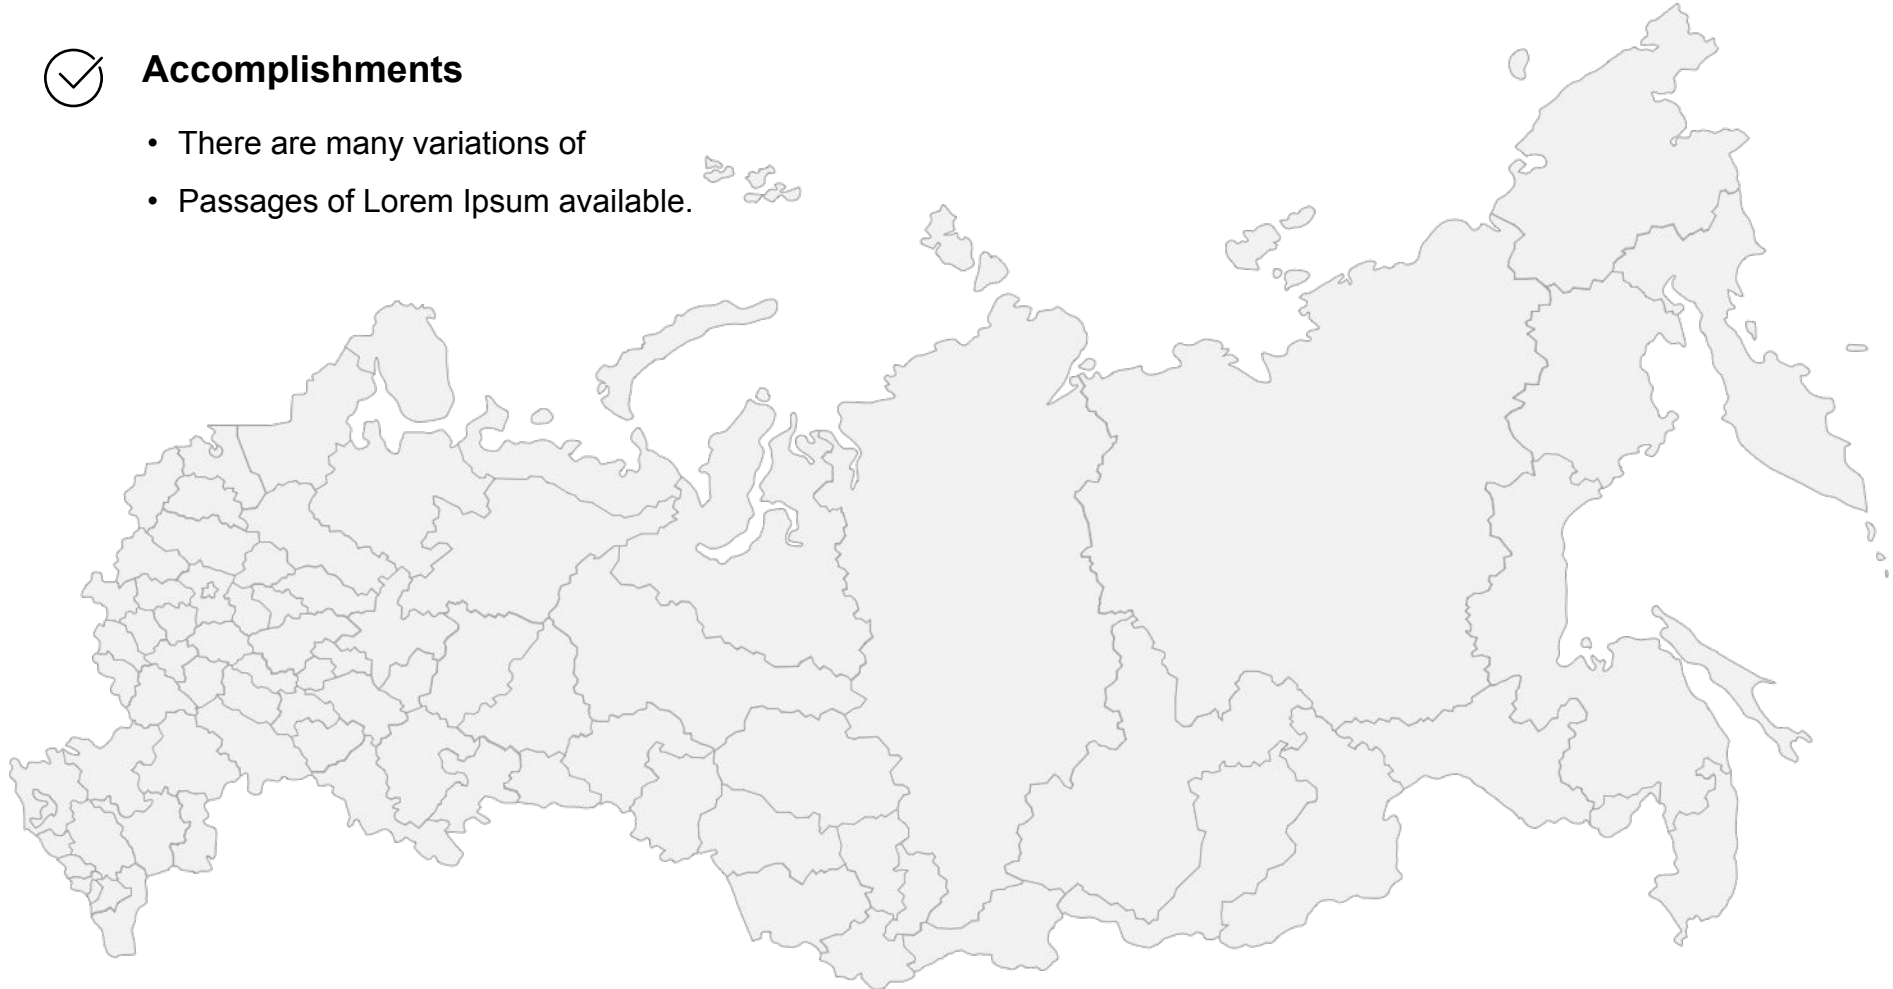 Accomplishments
• There are many variations of
• Passages of Lorem Ipsum available.